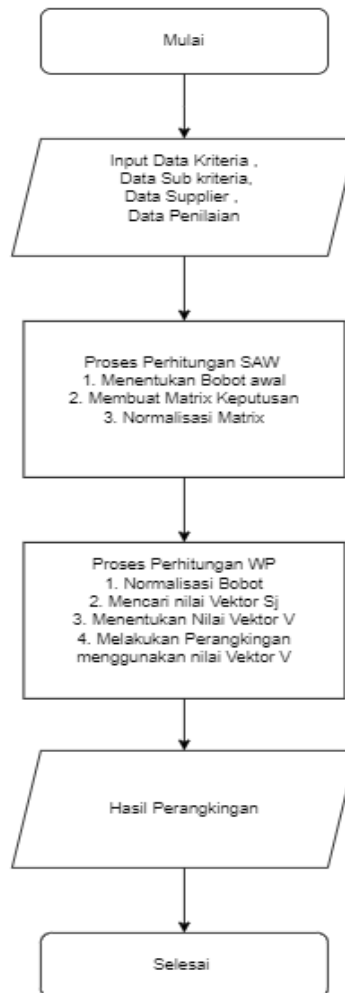 Mulai
Input Data Kriteria ,
Data Sub kriteria,
Data Supplier ,
Data Penilaian
Proses Perhitungan SAW
1. Menentukan Bobot awal
2. Membuat Matrix Keputusan
3. Normalisasi Matrix
Proses Perhitungan WP
1. Normalisasi Bobot
2. Mencari nilai Vektor Sj
3. Menentukan Nilai Vektor V
4. Melakukan Perangkingan
menggunakan nilai Vektor V
Hasil Perangkingan
Selesai